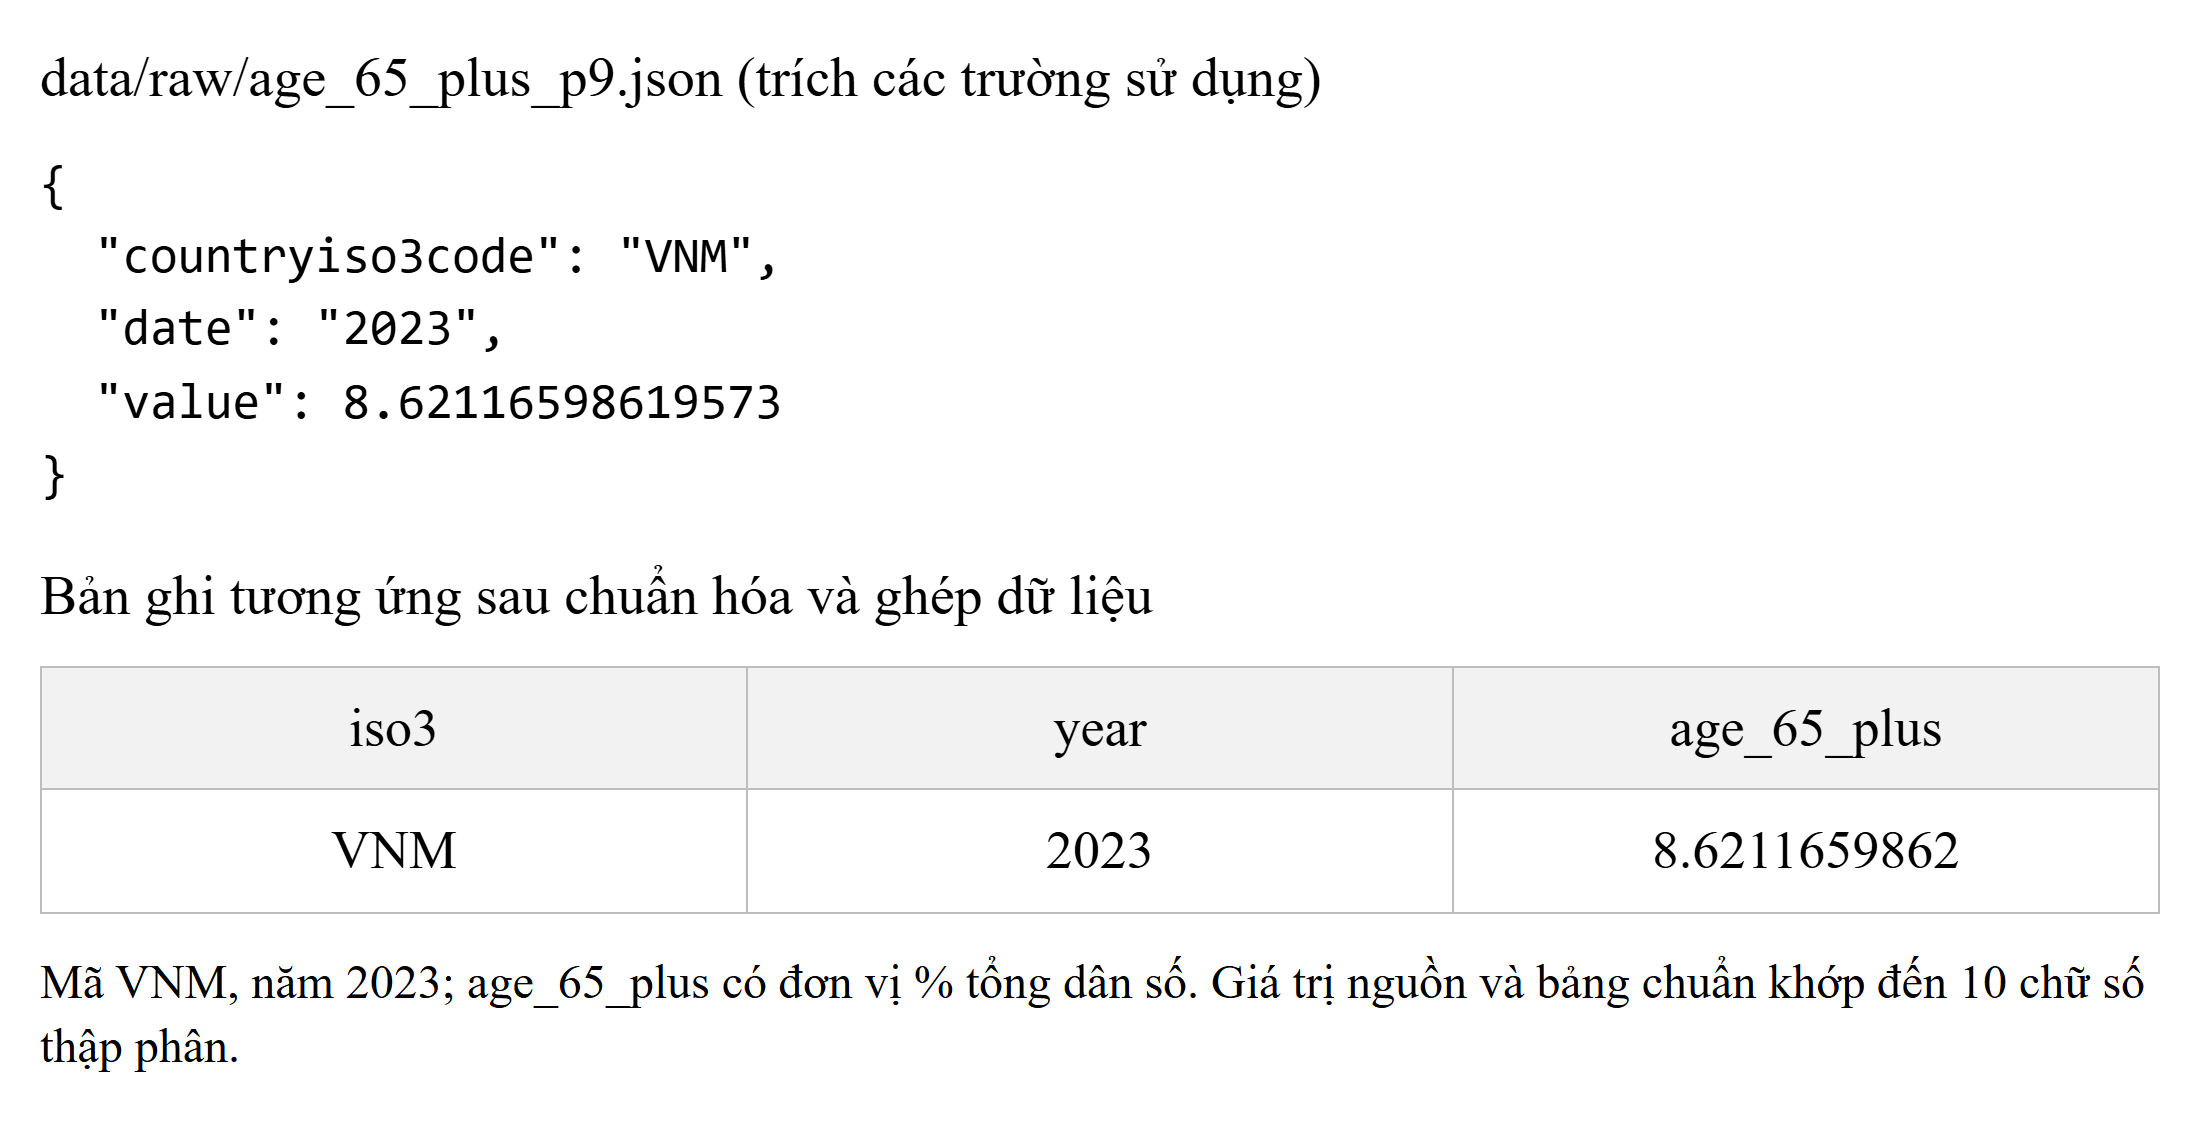 data/raw/age_65_plus_p9.json (trích các trường sử dụng)
{
"countryiso3code": "VNM",
"date": "2023",
"value": 8.62116598619573
}
Bản ghi tương ứng sau chuẩn hóa và ghép dữ liệu
iso3 year age_65_plus
VNM 2023 8.6211659862
Mã VNM, năm 2023; age_65_plus có đơn vị % tổng dân số. Giá trị nguồn và bảng chuẩn khớp đến 10 chữ số
thập phân.